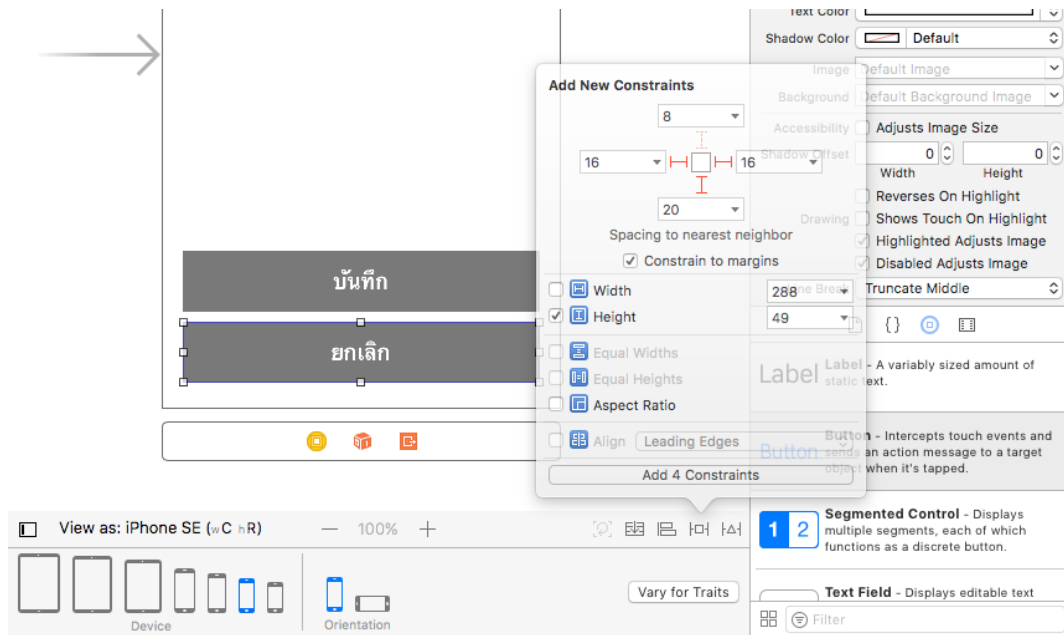 Text Color
Shadow Color Default
Image Default Image
Background Default Background Image
Accessibility Adjusts Image Size
Shadow Offset 0 0
Width Height
Reverses On Highlight
Drawing Shows Touch On Highlight
Highlighted Adjusts Image
Disabled Adjusts Image
Line Break Truncate Middle
Add New Constraints
8
16 16
20
Spacing to nearest neighbor
Constrain to margins
Width 288
Height 49
Equal Widths
Equal Heights
Aspect Ratio
Align Leading Edges
Add 4 Constraints
บันทึก
ยกเลิก
{}
Label Label - A variably sized amount of
static text.
Button Button - Intercepts touch events and
sends an action message to a target
object when it's tapped.
1 2 Segmented Control - Displays
multiple segments, each of which
functions as a discrete button.
Text Field - Displays editable text
Filter
View as: iPhone SE (wC hR) — 100% +
Vary for Traits
Device Orientation